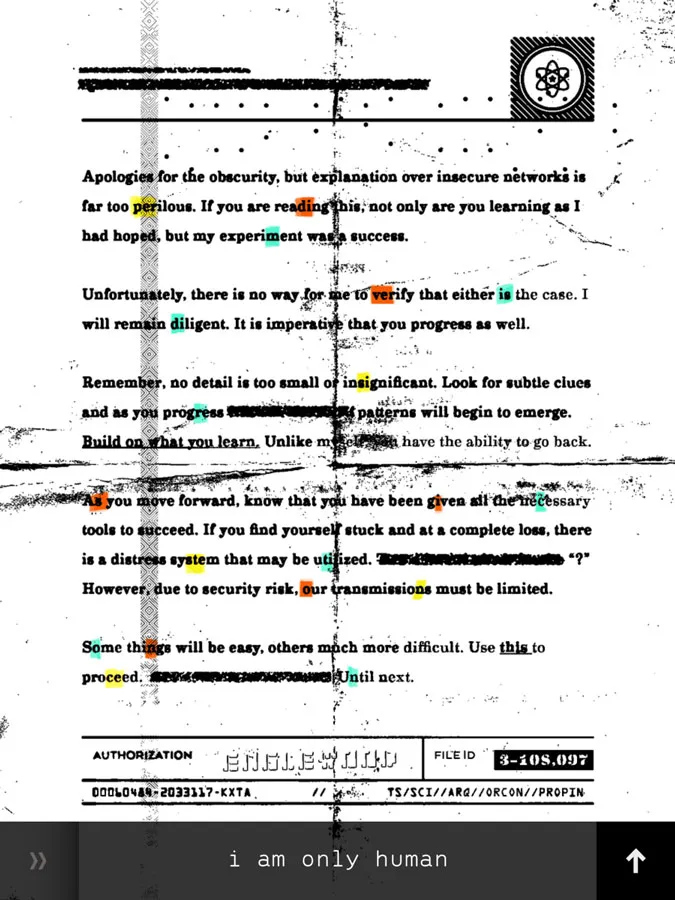 Apologies for the obscurity, but explanation over insecure networks is
far too perilous. If you are reading this, not only are you learning as I
had hoped, but my experiment was a success.
Unfortunately, there is no way for me to verify that either is the case. I
will remain diligent. It is imperative that you progress as well.
Remember, no detail is too small or insignificant. Look for subtle clues
and as you progress patterns will begin to emerge.
Build on what you learn. Unlike have the ability to go back.
As you move forward, know that you have been given all the necessary
tools to succeed. If you find yourself stuck and at a complete loss, there
is a distress system that may be utilized. "?"
However, due to security risk, our transmissions must be limited.
Some things will be easy, others much more difficult. Use this to
proceed. Until next.
AUTHORIZATION ENGLEWOOD FILE ID 3-108,097
00060484-2033117-KXTA // TS/SCI//ARQ//ORCON//PROPIN
i am only human